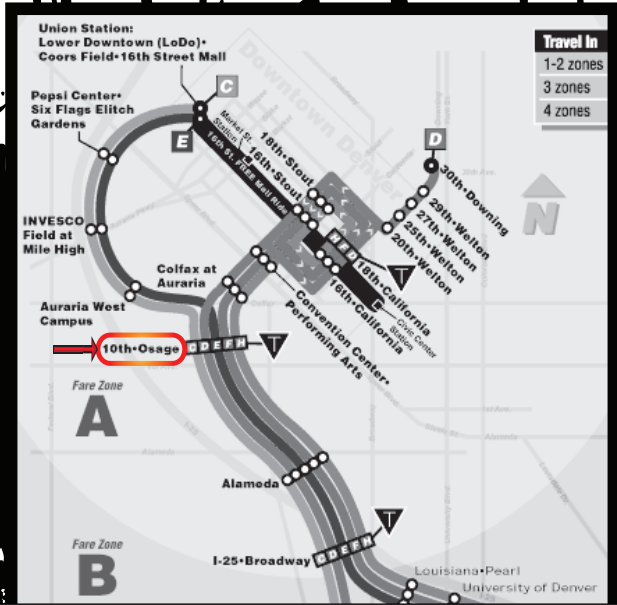 Union Station:
Lower Downtown (LoDo)•
Coors Field•16th Street Mall
C
E
Pepsi Center•
Six Flags Elitch
Gardens
INVESCO
Field at
Mile High
Auraria West
Campus
Colfax at
Auraria
10th•Osage
C D E F H
T
Fare Zone
A
Alameda
I-25•Broadway
C D E F H
T
Fare Zone
B
Louisiana•Pearl
University of Denver
Downtown Denver
Market St.
Station
16th St. FREE Mall Ride
18th•Stout
16th•Stout
D
30th•Downing
29th•Welton
27th•Welton
25th•Welton
20th•Welton
18th•California
16th•California
Civic Center
Station
T
Convention Center•
Performing Arts
Travel In
1-2 zones
3 zones
4 zones
N
Alameda
Broadway
I-25
Colfax